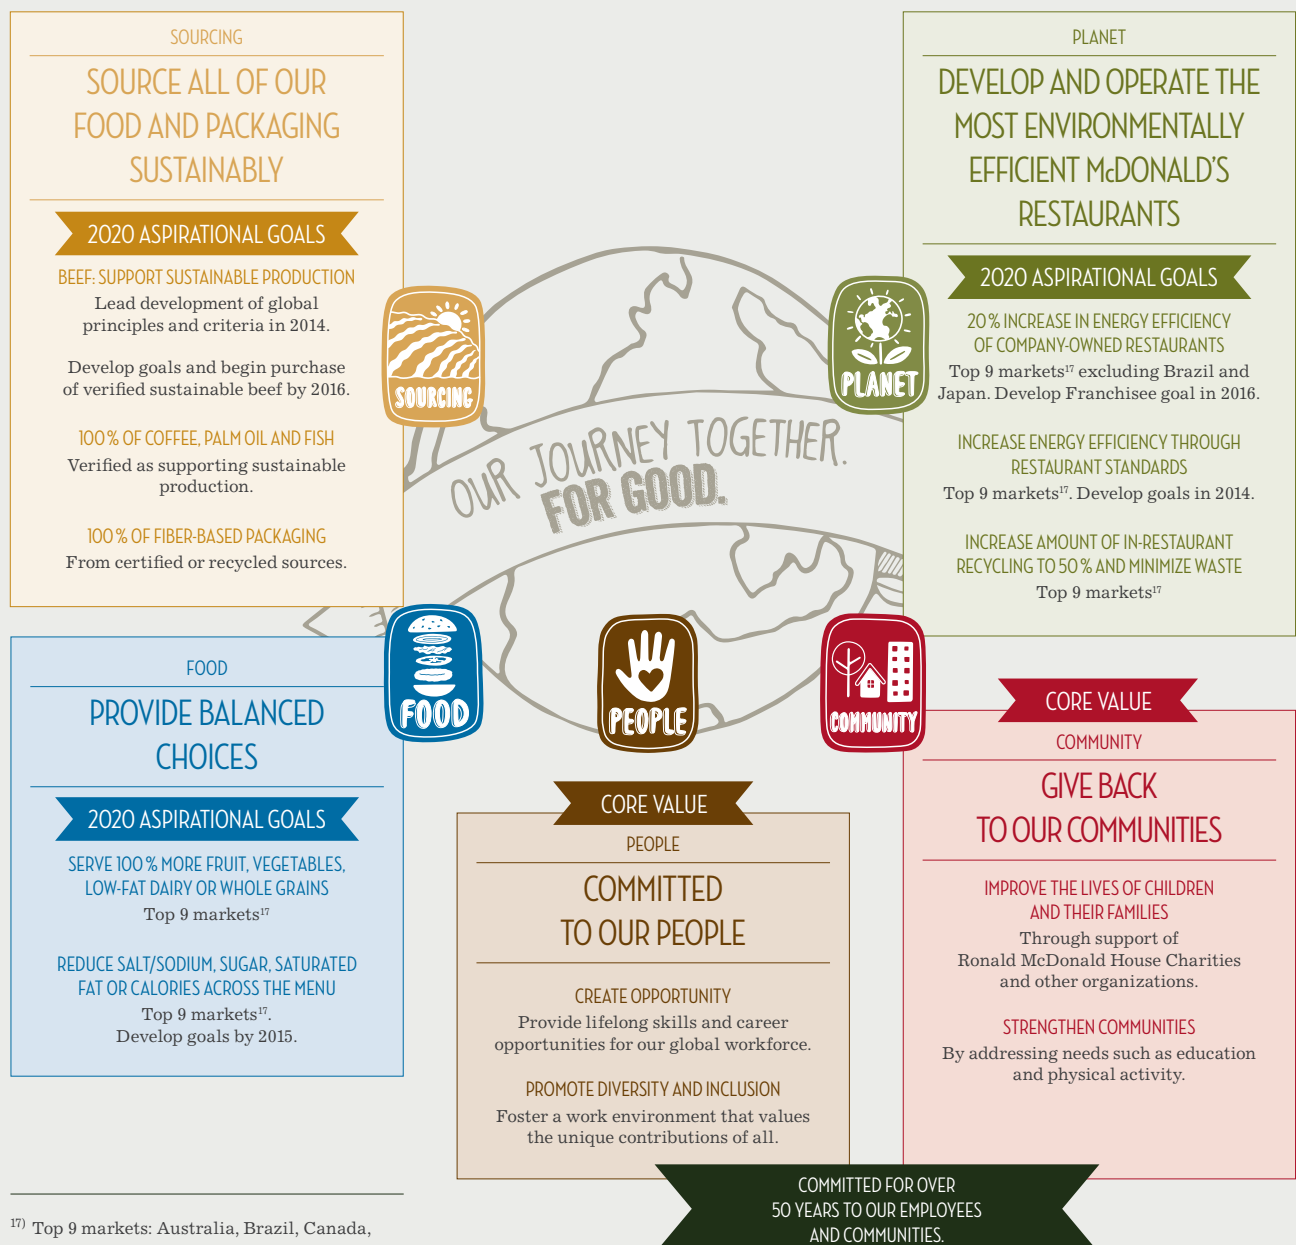 SOURCING
SOURCE ALL OF OUR
FOOD AND PACKAGING
SUSTAINABLY
2020 ASPIRATIONAL GOALS
BEEF: SUPPORT SUSTAINABLE PRODUCTION
Lead development of global
principles and criteria in 2014.
Develop goals and begin purchase
of verified sustainable beef by 2016.
100 % OF COFFEE, PALM OIL AND FISH
Verified as supporting sustainable
production.
100 % OF FIBER-BASED PACKAGING
From certified or recycled sources.
PLANET
DEVELOP AND OPERATE THE
MOST ENVIRONMENTALLY
EFFICIENT McDONALD'S
RESTAURANTS
2020 ASPIRATIONAL GOALS
20 % INCREASE IN ENERGY EFFICIENCY
OF COMPANY-OWNED RESTAURANTS
Top 9 markets17 excluding Brazil and
Japan. Develop Franchisee goal in 2016.
INCREASE ENERGY EFFICIENCY THROUGH
RESTAURANT STANDARDS
Top 9 markets17. Develop goals in 2014.
INCREASE AMOUNT OF IN-RESTAURANT
RECYCLING TO 50 % AND MINIMIZE WASTE
Top 9 markets17
SOURCING
PLANET
OUR JOURNEY TOGETHER.
FOR GOOD.
FOOD
PEOPLE
COMMUNITY
FOOD
PROVIDE BALANCED
CHOICES
2020 ASPIRATIONAL GOALS
SERVE 100 % MORE FRUIT, VEGETABLES,
LOW-FAT DAIRY OR WHOLE GRAINS
Top 9 markets17
REDUCE SALT/SODIUM, SUGAR, SATURATED
FAT OR CALORIES ACROSS THE MENU
Top 9 markets17.
Develop goals by 2015.
CORE VALUE
PEOPLE
COMMITTED
TO OUR PEOPLE
CREATE OPPORTUNITY
Provide lifelong skills and career
opportunities for our global workforce.
PROMOTE DIVERSITY AND INCLUSION
Foster a work environment that values
the unique contributions of all.
CORE VALUE
COMMUNITY
GIVE BACK
TO OUR COMMUNITIES
IMPROVE THE LIVES OF CHILDREN
AND THEIR FAMILIES
Through support of
Ronald McDonald House Charities
and other organizations.
STRENGTHEN COMMUNITIES
By addressing needs such as education
and physical activity.
COMMITTED FOR OVER
50 YEARS TO OUR EMPLOYEES
AND COMMUNITIES.
17) Top 9 markets: Australia, Brazil, Canada,